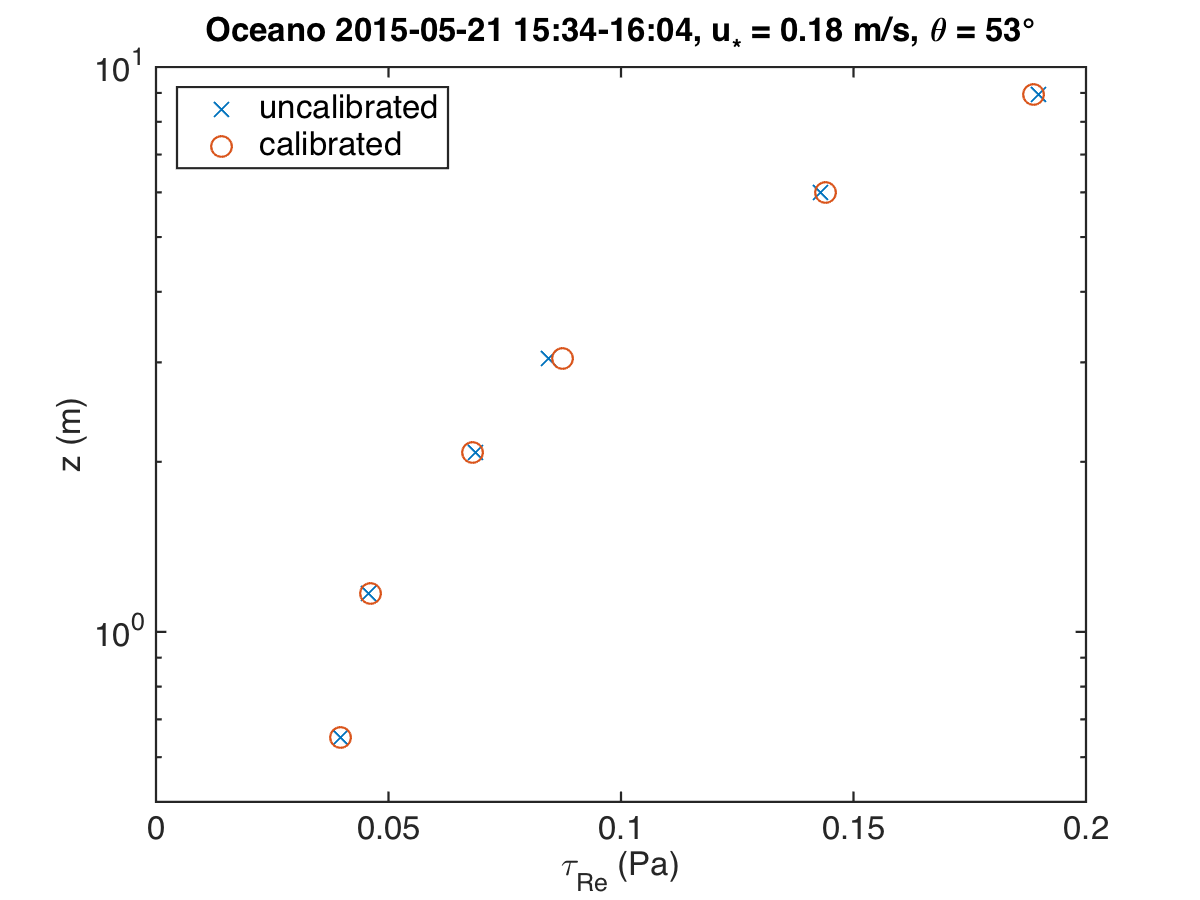 Oceano 2015-05-21 15:34-16:04, u* = 0.18 m/s, θ = 53°
10¹
uncalibrated
calibrated
z (m)
10⁰
0 0.05 0.1 0.15 0.2
τRe (Pa)